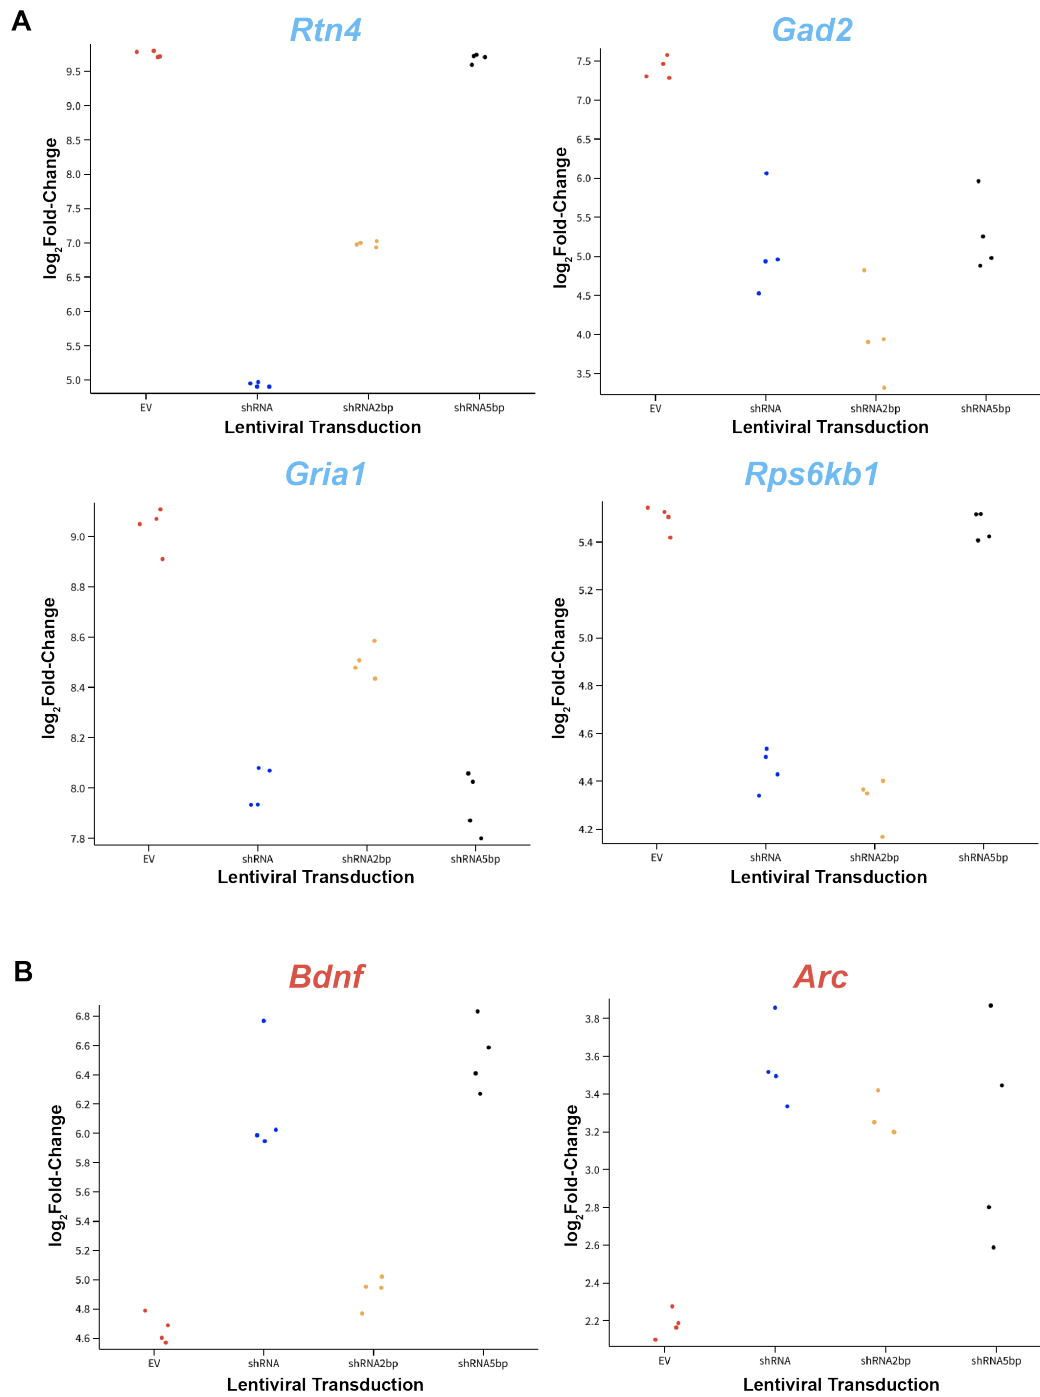 A
Rtn4
Gad2
log2Fold-Change
9.5
9.0
8.5
8.0
7.5
7.0
6.5
6.0
5.5
5.0
EV shRNA shRNA2bp shRNA5bp
Lentiviral Transduction
log2Fold-Change
7.5
7.0
6.5
6.0
5.5
5.0
4.5
4.0
3.5
EV shRNA shRNA2bp shRNA5bp
Lentiviral Transduction
Gria1
Rps6kb1
log2Fold-Change
9.0
8.8
8.6
8.4
8.2
8.0
7.8
EV shRNA shRNA2bp shRNA5bp
Lentiviral Transduction
log2Fold-Change
5.4
5.2
5.0
4.8
4.6
4.4
4.2
EV shRNA shRNA2bp shRNA5bp
Lentiviral Transduction
B
Bdnf
Arc
log2Fold-Change
6.8
6.6
6.4
6.2
6.0
5.8
5.6
5.4
5.2
5.0
4.8
4.6
EV shRNA shRNA2bp shRNA5bp
Lentiviral Transduction
log2Fold-Change
3.8
3.6
3.4
3.2
3.0
2.8
2.6
2.4
2.2
EV shRNA shRNA2bp shRNA5bp
Lentiviral Transduction